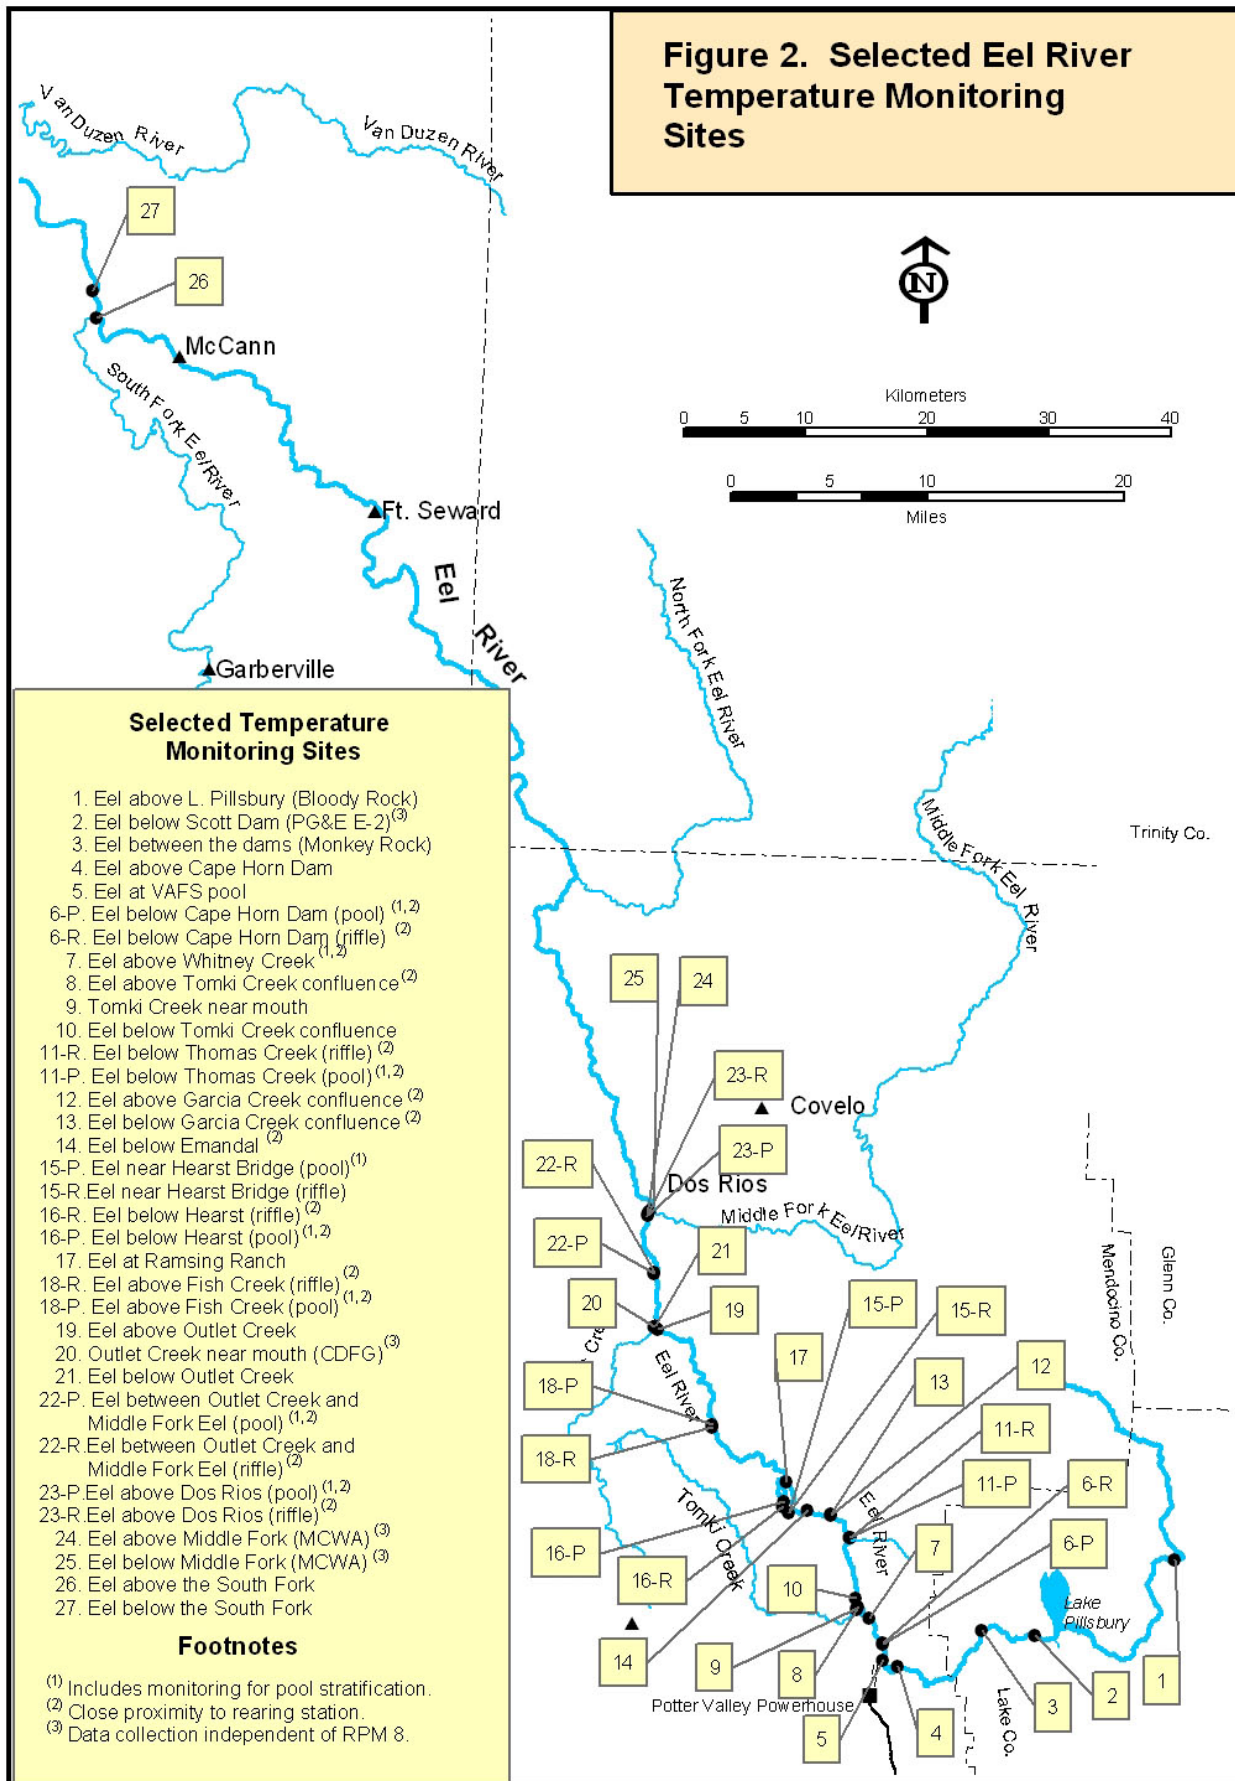 Figure 2. Selected Eel River
Temperature Monitoring
Sites
Van Duzen River
Van Duzen River
27
26
N
McCann
South Fork Eel River
Kilometers
0 5 10 20 30 40
0 5 10 20
Miles
Ft. Seward
Eel
River
North Fork Eel River
Garberville
Middle Fork Eel River
Trinity Co.
Selected Temperature
Monitoring Sites
1. Eel above L. Pillsbury (Bloody Rock)
2. Eel below Scott Dam (PG&E E-2)(3)
3. Eel between the dams (Monkey Rock)
4. Eel above Cape Horn Dam
5. Eel at VAFS pool
6-P. Eel below Cape Horn Dam (pool) (1,2)
6-R. Eel below Cape Horn Dam (riffle) (2)
7. Eel above Whitney Creek (1,2)
8. Eel above Tomki Creek confluence (2)
9. Tomki Creek near mouth
10. Eel below Tomki Creek confluence
11-R. Eel below Thomas Creek (riffle) (2)
11-P. Eel below Thomas Creek (pool) (1,2)
12. Eel above Garcia Creek confluence (2)
13. Eel below Garcia Creek confluence (2)
14. Eel below Emandal (2)
15-P. Eel near Hearst Bridge (pool)(1)
15-R.Eel near Hearst Bridge (riffle)
16-R. Eel below Hearst (riffle) (2)
16-P. Eel below Hearst (pool) (1,2)
17. Eel at Ramsing Ranch
18-R. Eel above Fish Creek (riffle) (2)
18-P. Eel above Fish Creek (pool) (1,2)
19. Eel above Outlet Creek
20. Outlet Creek near mouth (CDFG)(3)
21. Eel below Outlet Creek
22-P. Eel between Outlet Creek and
Middle Fork Eel (pool) (1,2)
22-R.Eel between Outlet Creek and
Middle Fork Eel (riffle) (2)
23-P.Eel above Dos Rios (pool) (1,2)
23-R.Eel above Dos Rios (riffle) (2)
24. Eel above Middle Fork (MCWA) (3)
25. Eel below Middle Fork (MCWA) (3)
26. Eel above the South Fork
27. Eel below the South Fork
Footnotes
(1) Includes monitoring for pool stratification.
(2) Close proximity to rearing station.
(3) Data collection independent of RPM 8.
25
24
23-R
Covelo
23-P
22-R
Dos Rios
Middle Fork Eel River
22-P
21
Mendocino Co.
Glenn Co.
20
19
15-P
15-R
Eel River
17
12
18-P
13
11-R
18-R
11-P
6-R
Tomki Creek
Eel River
16-P
7
6-P
16-R
10
Lake
Pillsbury
14
9
8
1
Potter Valley Powerhouse
Lake Co.
3
2
5
4